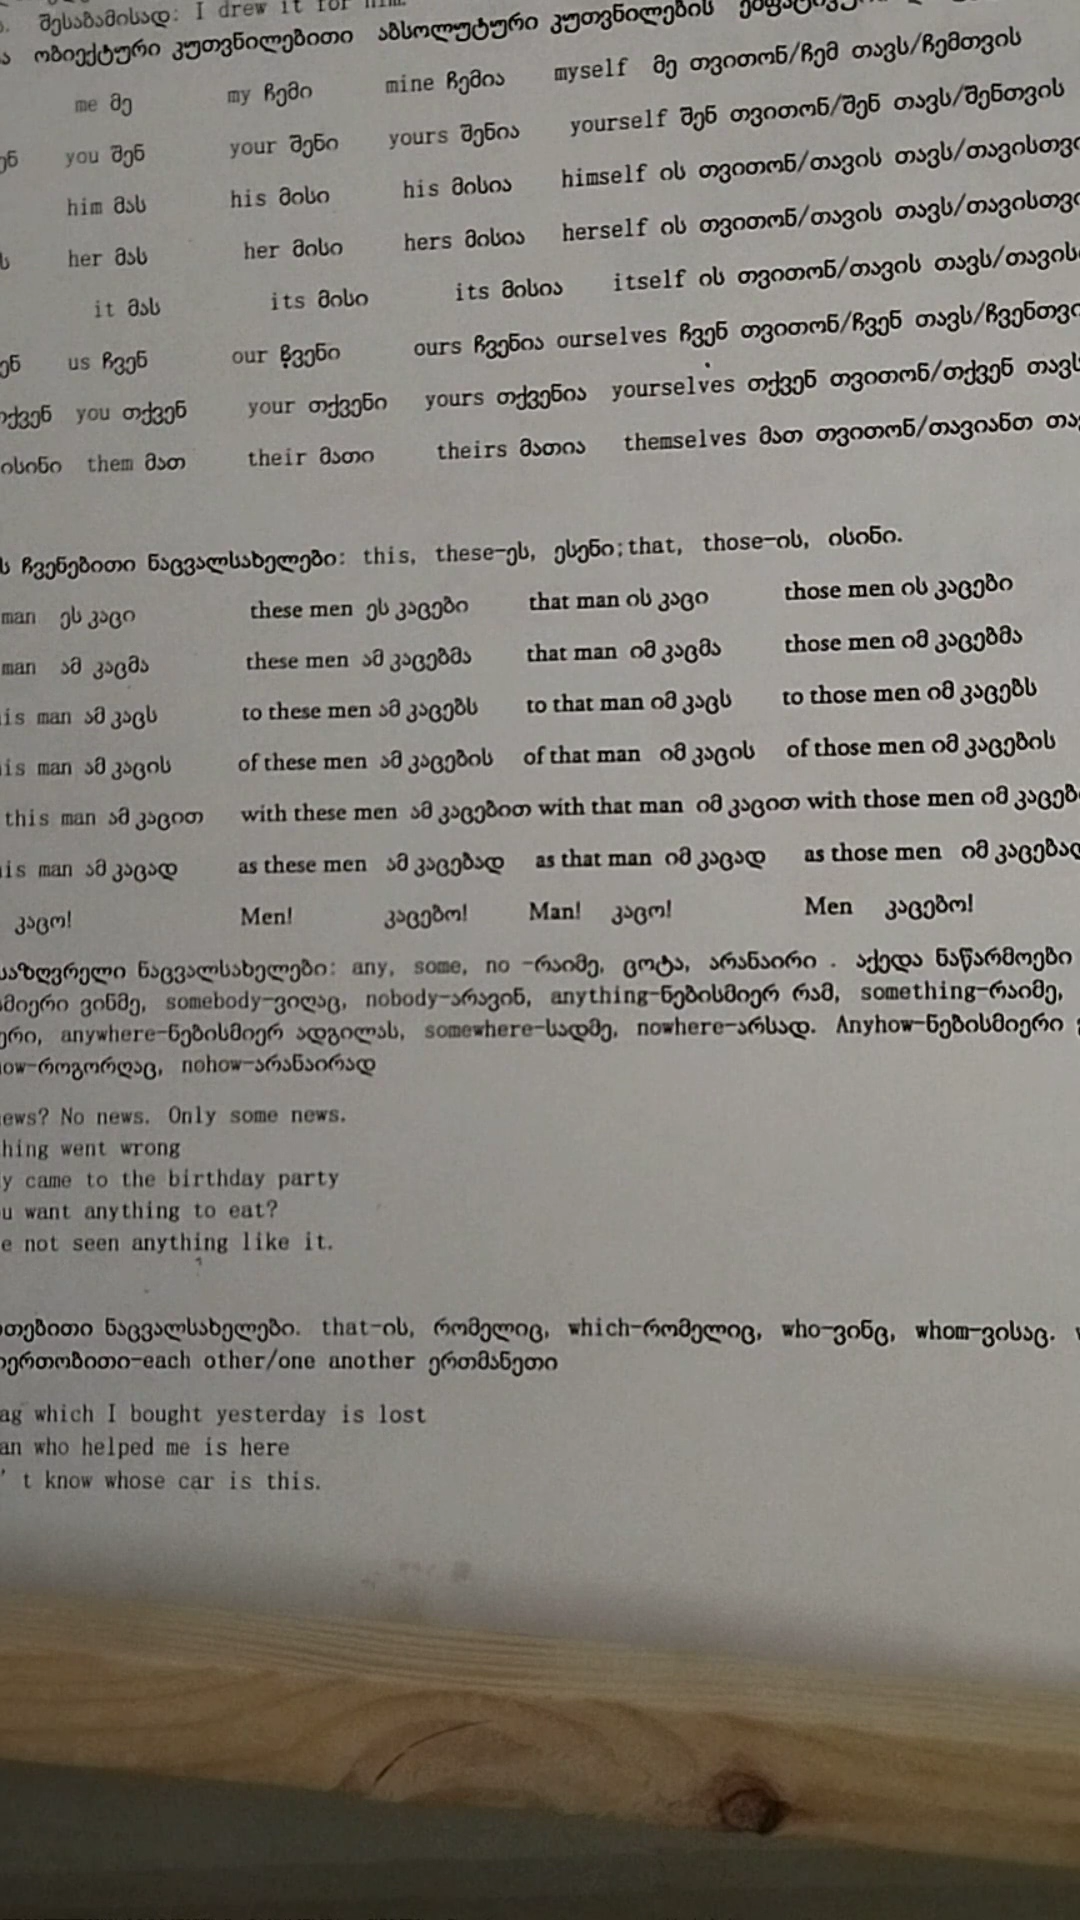 შესაბამისად: I drew it for him.
ობიექტური კუთვნილებითი აბსოლუტური კუთვნილების
me მე my ჩემი mine ჩემია myself მე თვითონ/ჩემ თავს/ჩემთვის
you შენ your შენი yours შენია yourself შენ თვითონ/შენ თავს/შენთვის
him მას his მისი his მისია himself ის თვითონ/თავის თავს/თავისთვ
her მას her მისი hers მისია herself ის თვითონ/თავის თავს/თავისთვ
it მას its მისი its მისია itself ის თვითონ/თავის თავს/თავის
us ჩვენ our ჩვენი ours ჩვენია ourselves ჩვენ თვითონ/ჩვენ თავს/ჩვენთვი
ქვენ you თქვენ your თქვენი yours თქვენია yourselves თქვენ თვითონ/თქვენ თავს
ისინი them მათ their მათი theirs მათია themselves მათ თვითონ/თავიანთ თა
ს ჩვენებითი ნაცვალსახელები: this, these-ეს, ესენი;that, those-ის, ისინი.
man ეს კაცი these men ეს კაცები that man ის კაცი those men ის კაცები
man ამ კაცმა these men ამ კაცებმა that man იმ კაცმა those men იმ კაცებმა
is man ამ კაცს to these men ამ კაცებს to that man იმ კაცს to those men იმ კაცებს
is man ამ კაცის of these men ამ კაცების of that man იმ კაცის of those men იმ კაცების
this man ამ კაცით with these men ამ კაცებით with that man იმ კაცით with those men იმ კაცებ
is man ამ კაცად as these men ამ კაცებად as that man იმ კაცად as those men იმ კაცებად
კაცო! Men! კაცებო! Man! კაცო! Men კაცებო!
საზღვრელი ნაცვალსახელები: any, some, no -რაიმე, ცოტა, არანაირი . აქედა ნაწარმოები
მიერი ვინმე, somebody-ვიღაც, nobody-არავინ, anything-ნებისმიერ რამ, something-რაიმე,
ერი, anywhere-ნებისმიერ ადგილას, somewhere-სადმე, nowhere-არსად. Anyhow-ნებისმიერი
ow-როგორღაც, nohow-არანაირად
ews? No news. Only some news.
hing went wrong
y came to the birthday party
u want anything to eat?
e not seen anything like it.
თებითი ნაცვალსახელები. that-ის, რომელიც, which-რომელიც, who-ვინც, whom-ვისაც.
ერთობითი-each other/one another ერთმანეთი
ag which I bought yesterday is lost
an who helped me is here
' t know whose car is this.